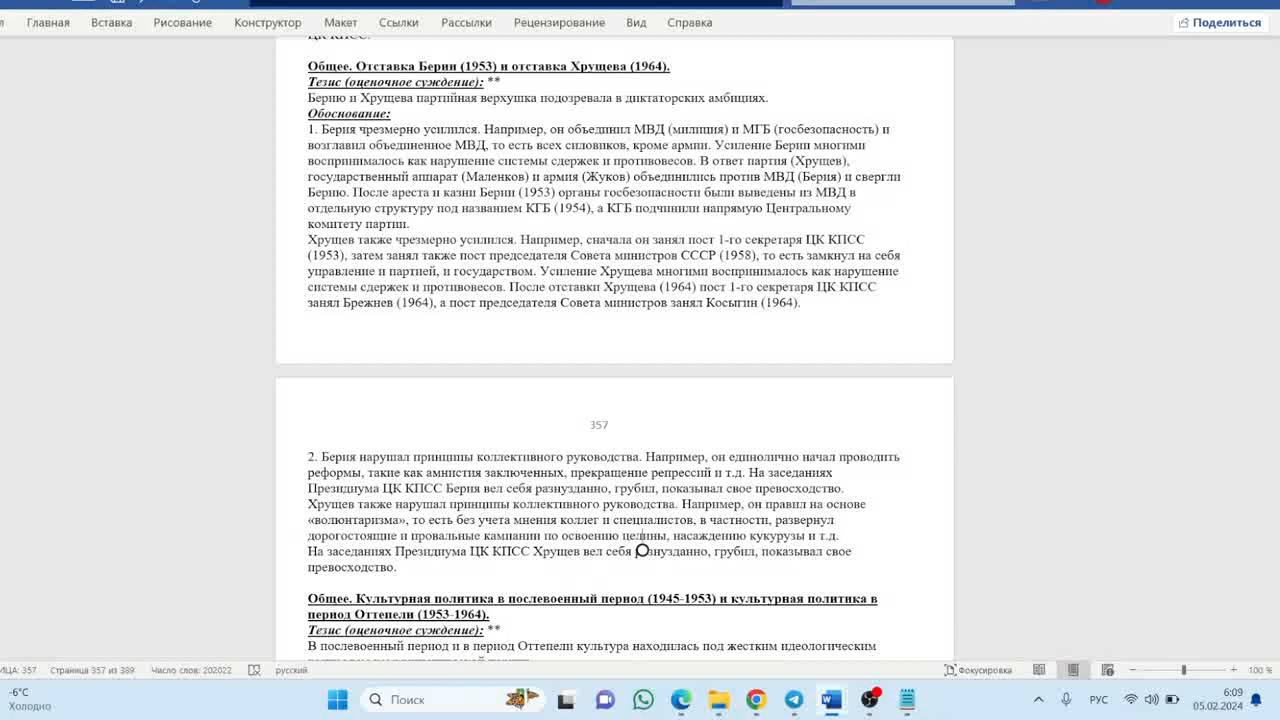 Главная Вставка Рисование Конструктор Макет Ссылки Рассылки Рецензирование Вид Справка Поделиться
ЦК КПСС.
Общее. Отставка Берии (1953) и отставка Хрущева (1964).
Тезис (оценочное суждение): **
Берию и Хрущева партийная верхушка подозревала в диктаторских амбициях.
Обоснование:
1. Берия чрезмерно усилился. Например, он объединил МВД (милиция) и МГБ (госбезопасность) и
возглавил объединенное МВД, то есть всех силовиков, кроме армии. Усиление Берии многими
воспринималось как нарушение системы сдержек и противовесов. В ответ партия (Хрущев),
государственный аппарат (Маленков) и армия (Жуков) объединились против МВД (Берия) и свергли
Берию. После ареста и казни Берии (1953) органы госбезопасности были выведены из МВД в
отдельную структуру под названием КГБ (1954), а КГБ подчинили напрямую Центральному
комитету партии.
Хрущев также чрезмерно усилился. Например, сначала он занял пост 1-го секретаря ЦК КПСС
(1953), затем занял также пост председателя Совета министров СССР (1958), то есть замкнул на себя
управление и партией, и государством. Усиление Хрущева многими воспринималось как нарушение
системы сдержек и противовесов. После отставки Хрущева (1964) пост 1-го секретаря ЦК КПСС
занял Брежнев (1964), а пост председателя Совета министров занял Косыгин (1964).
357
2. Берия нарушал принципы коллективного руководства. Например, он единолично начал проводить
реформы, такие как амнистия заключенных, прекращение репрессий и т.д. На заседаниях
Президиума ЦК КПСС Берия вел себя разнузданно, грубил, показывал свое превосходство.
Хрущев также нарушал принципы коллективного руководства. Например, он правил на основе
«волюнтаризма», то есть без учета мнения коллег и специалистов, в частности, развернул
дорогостоящие и провальные кампании по освоению целины, насаждению кукурузы и т.д.
На заседаниях Президиума ЦК КПСС Хрущев вел себя разнузданно, грубил, показывал свое
превосходство.
Общее. Культурная политика в послевоенный период (1945-1953) и культурная политика в
период Оттепели (1953-1964).
Тезис (оценочное суждение): **
В послевоенный период и в период Оттепели культура находилась под жестким идеологическим
Страница 357 из 389 Число слов: 202022 русский Фокусировка 100 %
-6°C
Холодно
Поиск
РУС
6:09
05.02.2024